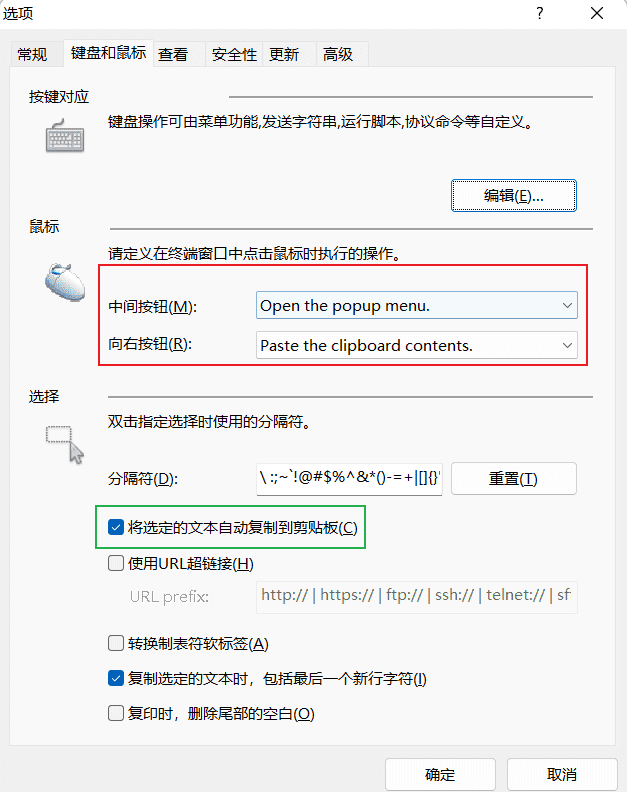 选项
?
常规 键盘和鼠标 查看 安全性 更新 高级
按键对应
键盘操作可由菜单功能,发送字符串,运行脚本,协议命令等自定义。
编辑(E)...
鼠标
请定义在终端窗口中点击鼠标时执行的操作。
中间按钮(M): Open the popup menu.
向右按钮(R): Paste the clipboard contents.
选择
双击指定选择时使用的分隔符。
分隔符(D): \ :;~`!@#$%^&*()-=+|[]{}' 重置(T)
将选定的文本自动复制到剪贴板(C)
使用URL超链接(H)
URL prefix: http:// | https:// | ftp:// | ssh:// | telnet:// | sf
转换制表符软标签(A)
复制选定的文本时，包括最后一个新行字符(I)
复印时，删除尾部的空白(O)
确定 取消